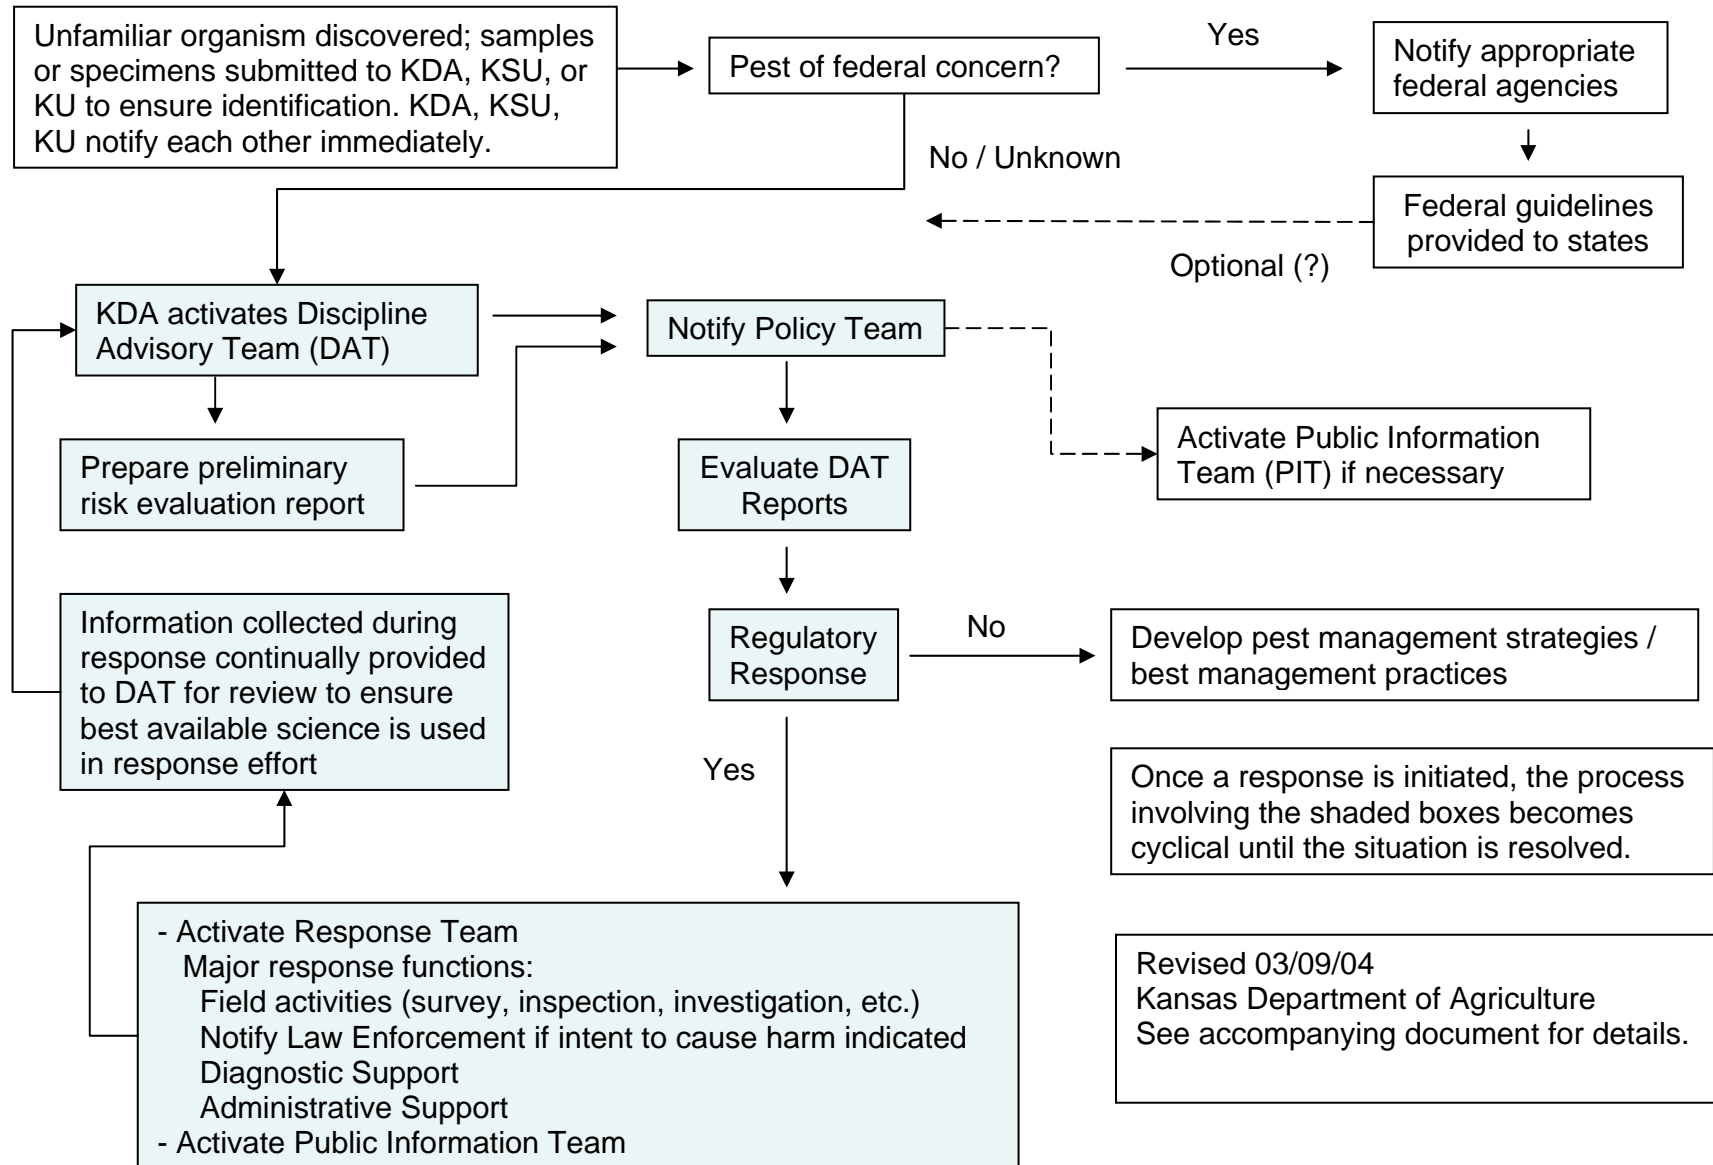 Unfamiliar organism discovered; samples
or specimens submitted to KDA, KSU, or
KU to ensure identification. KDA, KSU,
KU notify each other immediately.
Pest of federal concern?
Yes
Notify appropriate
federal agencies
No / Unknown
Federal guidelines
provided to states
Optional (?)
KDA activates Discipline
Advisory Team (DAT)
Notify Policy Team
Prepare preliminary
risk evaluation report
Evaluate DAT
Reports
Activate Public Information
Team (PIT) if necessary
Information collected during
response continually provided
to DAT for review to ensure
best available science is used
in response effort
Regulatory
Response
No
Develop pest management strategies /
best management practices
Yes
Once a response is initiated, the process
involving the shaded boxes becomes
cyclical until the situation is resolved.
- Activate Response Team
Major response functions:
Field activities (survey, inspection, investigation, etc.)
Notify Law Enforcement if intent to cause harm indicated
Diagnostic Support
Administrative Support
- Activate Public Information Team
Revised 03/09/04
Kansas Department of Agriculture
See accompanying document for details.